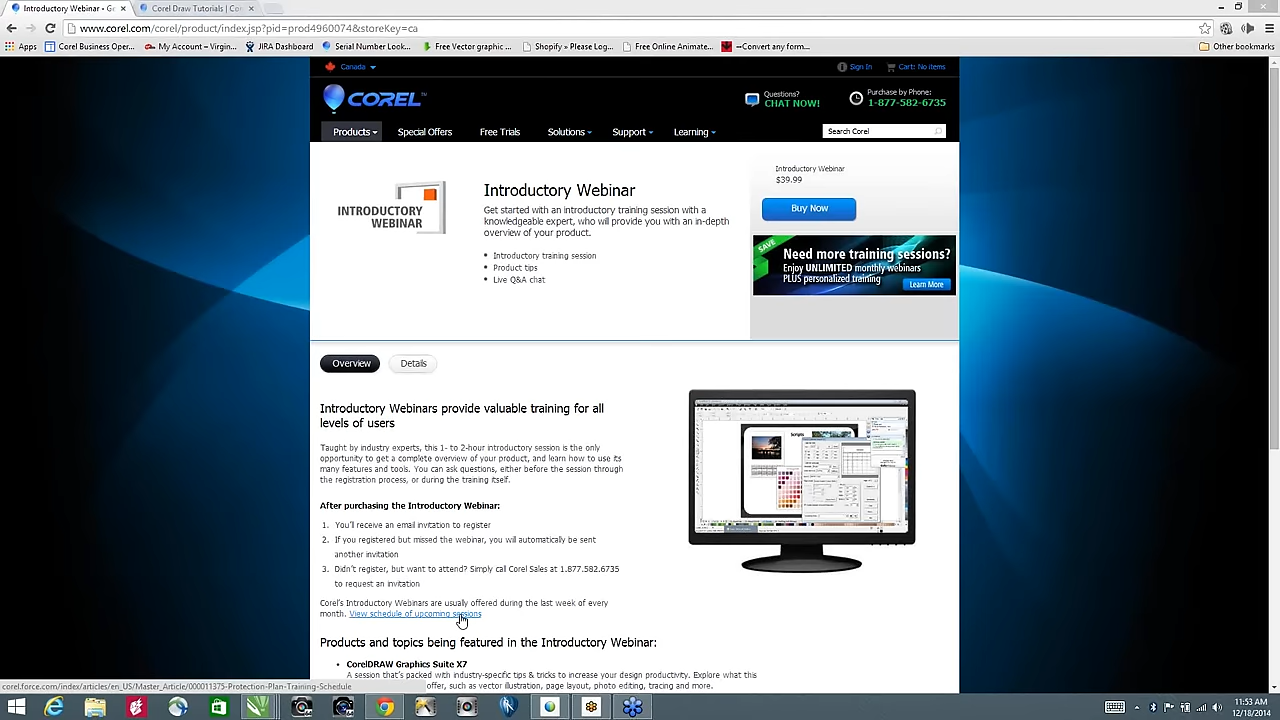 Introductory Webinar - Ge
Corel Draw Tutorials | Co
www.corel.com/corel/product/index.jsp?pid=prod4960074&storeKey=ca
Apps
Corel Business Oper...
My Account – Virgin...
JIRA Dashboard
Serial Number Look...
Free Vector graphic ...
Shopify » Please Log...
Free Online Animate...
--Convert any form...
Other bookmarks
Canada
Sign In
Cart: No items
COREL
Questions?
CHAT NOW!
Purchase by Phone:
1-877-582-6735
Products
Special Offers
Free Trials
Solutions
Support
Learning
Search Corel
INTRODUCTORY
WEBINAR
Introductory Webinar
Get started with an introductory training session with a
knowledgeable expert, who will provide you with an in-depth
overview of your product.
• Introductory training session
• Product tips
• Live Q&A chat
Introductory Webinar
$39.99
Buy Now
SAVE
Need more training sessions?
Enjoy UNLIMITED monthly webinars
PLUS personalized training
Learn More
Overview
Details
Introductory Webinars provide valuable training for all
levels of users
Taught by industry experts, this 1- to 2-hour introductory session is the only
opportunity to get a complete overview of your product, and learn how to use its
many features and tools. You can ask questions, either before the session through
the registration process, or during the training itself.
After purchasing the Introductory Webinar:
1. You'll receive an email invitation to register
2. If you registered but missed the webinar, you will automatically be sent
another invitation
3. Didn't register, but want to attend? Simply call Corel Sales at 1.877.582.6735
to request an invitation
Corel's Introductory Webinars are usually offered during the last week of every
month. View schedule of upcoming sessions
Products and topics being featured in the Introductory Webinar:
• CorelDRAW Graphics Suite X7
A session that's packed with industry-specific tips & tricks to increase your design productivity. Explore what this
offer, such as vector illustration, page layout, photo editing, tracing and more.
corel.force.com/index/articles/en_US/Master_Article/000011375-Protection-Plan-Training-Schedule
11:53 AM
12/18/2014